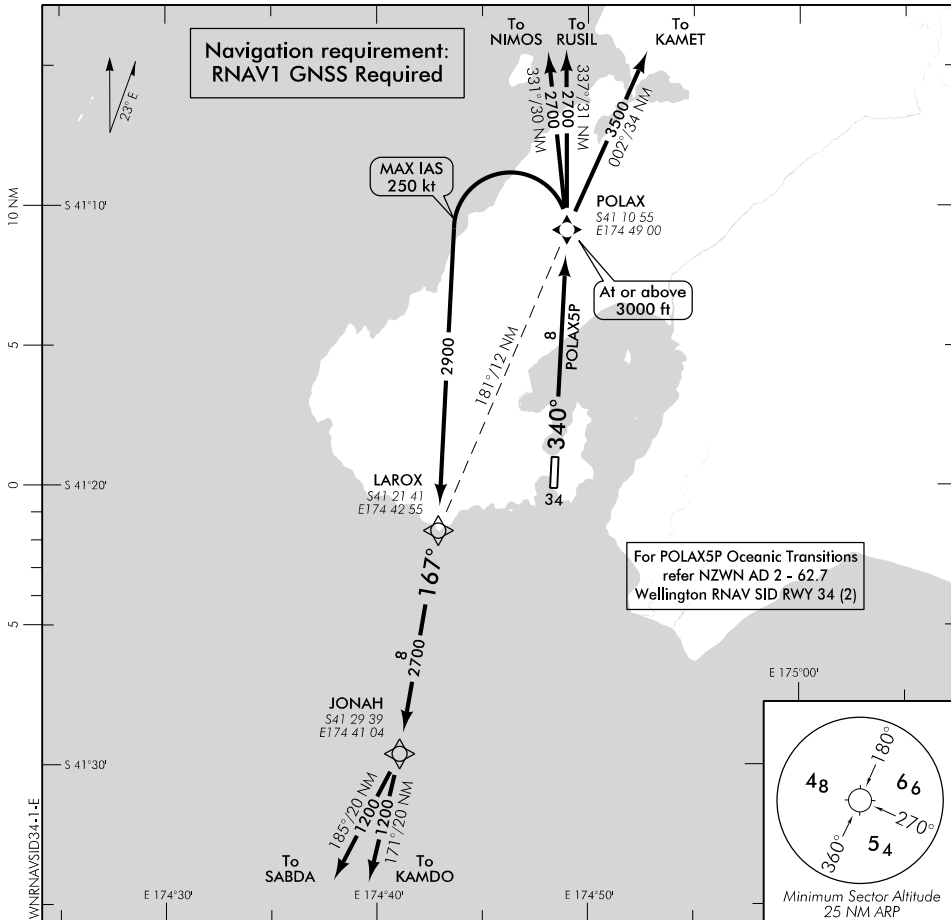 To
NIMOS
To
RUSIL
To
KAMET
Navigation requirement:
RNAV1 GNSS Required
23° E
331°/30 NM
2700
2700
337°/31 NM
3500
002°/34 NM
MAX IAS
250 kt
10 NM
S 41°10'
POLAX
S41 10 55
E174 49 00
At or above
3000 ft
5
2900
181°/12 NM
8
POLAX5P
340°
34
0
S 41°20'
LAROX
S41 21 41
E174 42 55
167°
For POLAX5P Oceanic Transitions
refer NZWN AD 2 - 62.7
Wellington RNAV SID RWY 34 (2)
5
8
2700
E 175°00'
JONAH
S41 29 39
E174 41 04
S 41°30'
185°/20 NM
1200
1200
171°/20 NM
To
SABDA
To
KAMDO
180°
48
66
270°
54
360°
Minimum Sector Altitude
25 NM ARP
WNRNAVSID34-1-E
E 174°30'
E 174°40'
E 174°50'